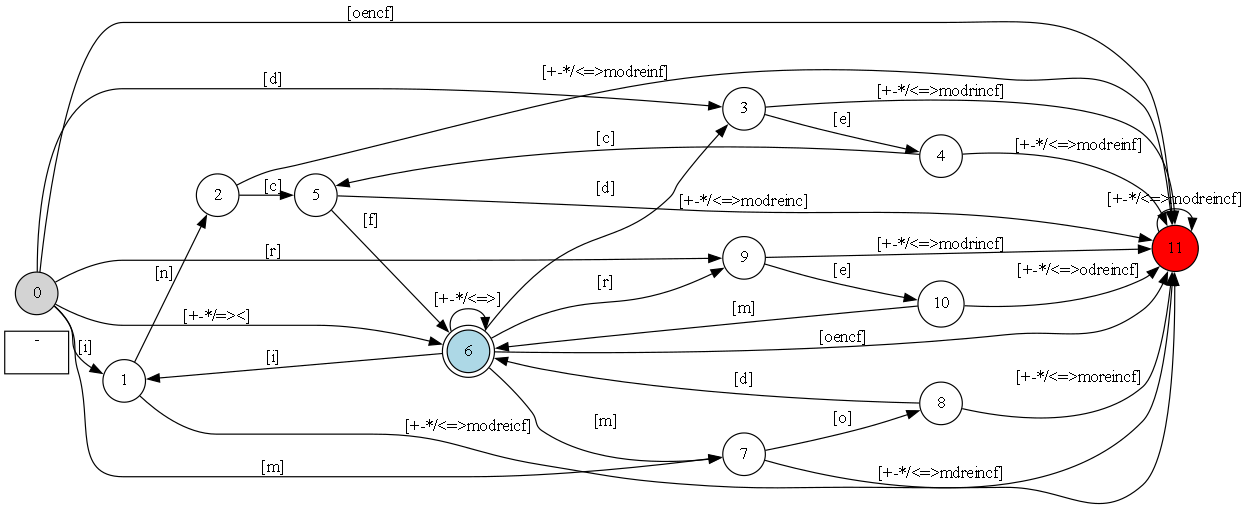 [oencf]
[+-*/<=>modreinf]
[d]
[+-*/<=>modrincf]
3
[e]
[c]
[+-*/<=>modreinf]
4
2
[c]
5
[d]
[+-*/<=>modreinc]
[+-*/<=>modreincf]
[f]
[r]
9
[+-*/<=>modrincf]
11
[n]
[r]
[e]
[+-*/<=>odreincf]
0
[+-*/=><]
[+-*/<=>]
[m]
10
-
[i]
[i]
6
[oencf]
1
[d]
[+-*/<=>moreincf]
8
[+-*/<=>modreicf]
[m]
[o]
[m]
7
[+-*/<=>mdreincf]